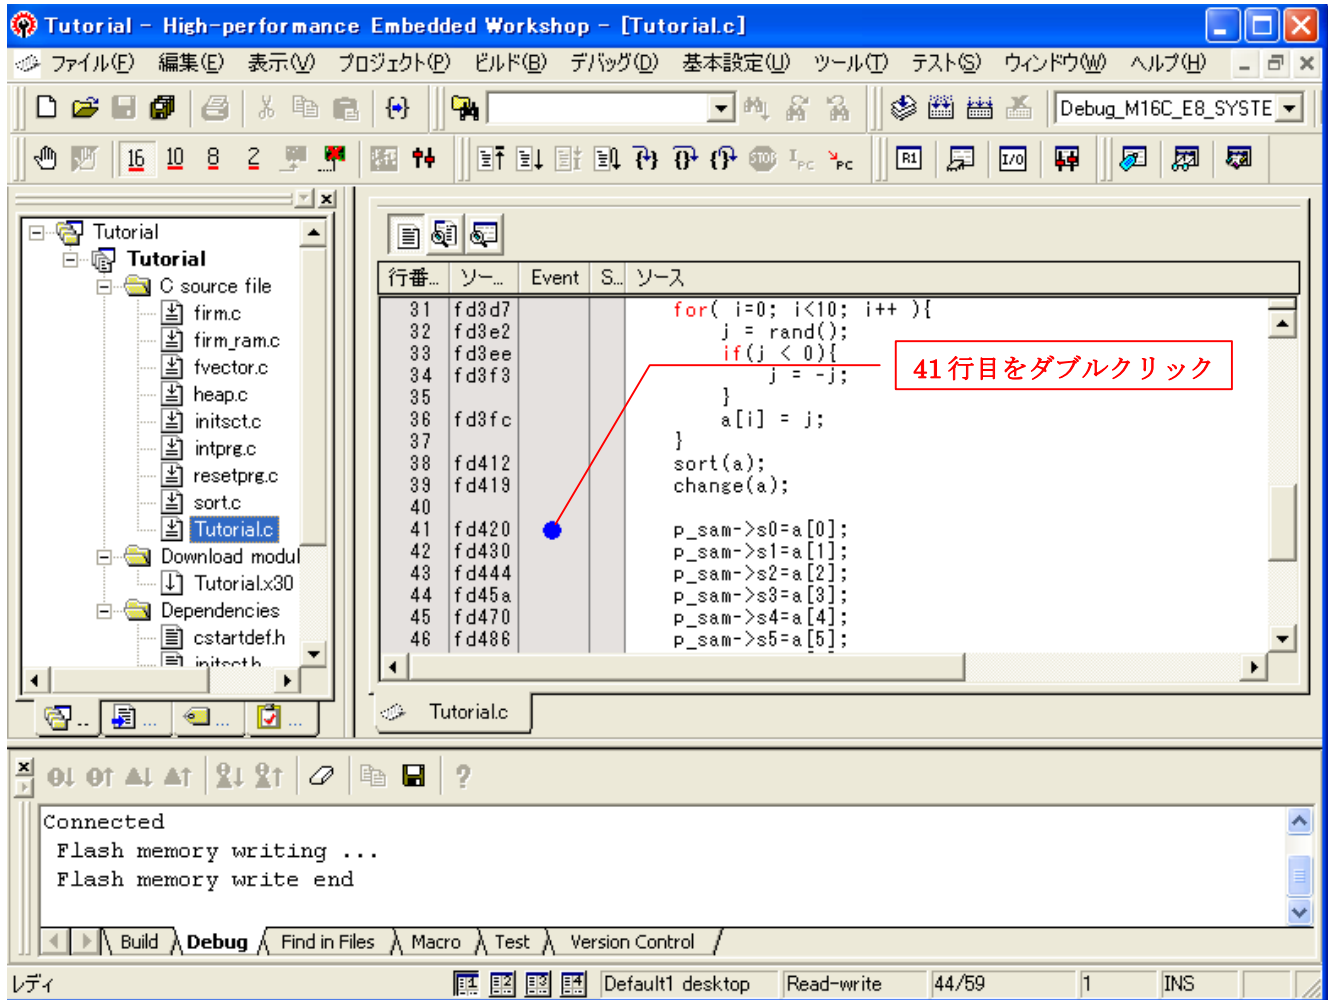 Tutorial - High-performance Embedded Workshop - [Tutorial.c]
ファイル(F) 編集(E) 表示(V) プロジェクト(P) ビルド(B) デバッグ(D) 基本設定(U) ツール(T) テスト(S) ウィンドウ(W) ヘルプ(H)
Debug_M16C_E8_SYSTE
16 10 8 2 STOP IPC PC R1 I/O
Tutorial
Tutorial
C source file
firm.c
firm_ram.c
fvector.c
heap.c
initsct.c
intprg.c
resetprg.c
sort.c
Tutorial.c
Download modul
Tutorial.x30
Dependencies
cstartdef.h
initsct.h
行番... ソー... Event S... ソース
31 fd3d7 for( i=0; i<10; i++ ){
32 fd3e2 j = rand();
33 fd3ee if(j < 0){
34 fd3f3 j = -j;
35 }
36 fd3fc a[i] = j;
37 }
38 fd412 sort(a);
39 fd419 change(a);
40
41 fd420 p_sam->s0=a[0];
42 fd430 p_sam->s1=a[1];
43 fd444 p_sam->s2=a[2];
44 fd45a p_sam->s3=a[3];
45 fd470 p_sam->s4=a[4];
46 fd486 p_sam->s5=a[5];
41 行目をダブルクリック
Tutorial.c
Connected
Flash memory writing ...
Flash memory write end
Build Debug Find in Files Macro Test Version Control
レディ 1 2 3 4 Default1 desktop Read-write 44/59 1 INS